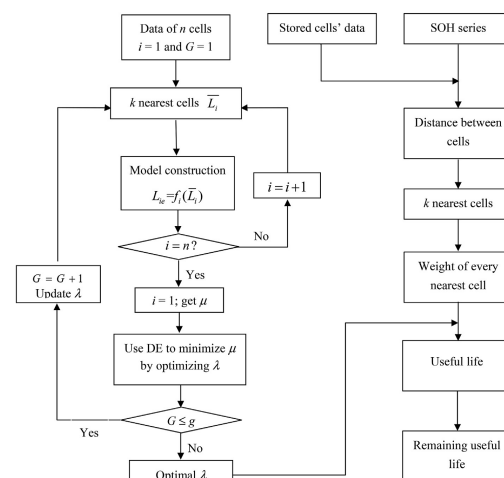 Data of n cells
i = 1 and G = 1
k nearest cells L̅ᵢ
Model construction
Lᵢₑ=fᵢ(L̅ᵢ)
i=i+1
i=n?
No
Yes
G = G+1
Update λ
i = 1; get μ
Use DE to minimize μ
by optimizing λ
G ≤ g
Yes
No
Optimal λ
Stored cells’ data
SOH series
Distance between
cells
k nearest cells
Weight of every
nearest cell
Useful life
Remaining useful
life